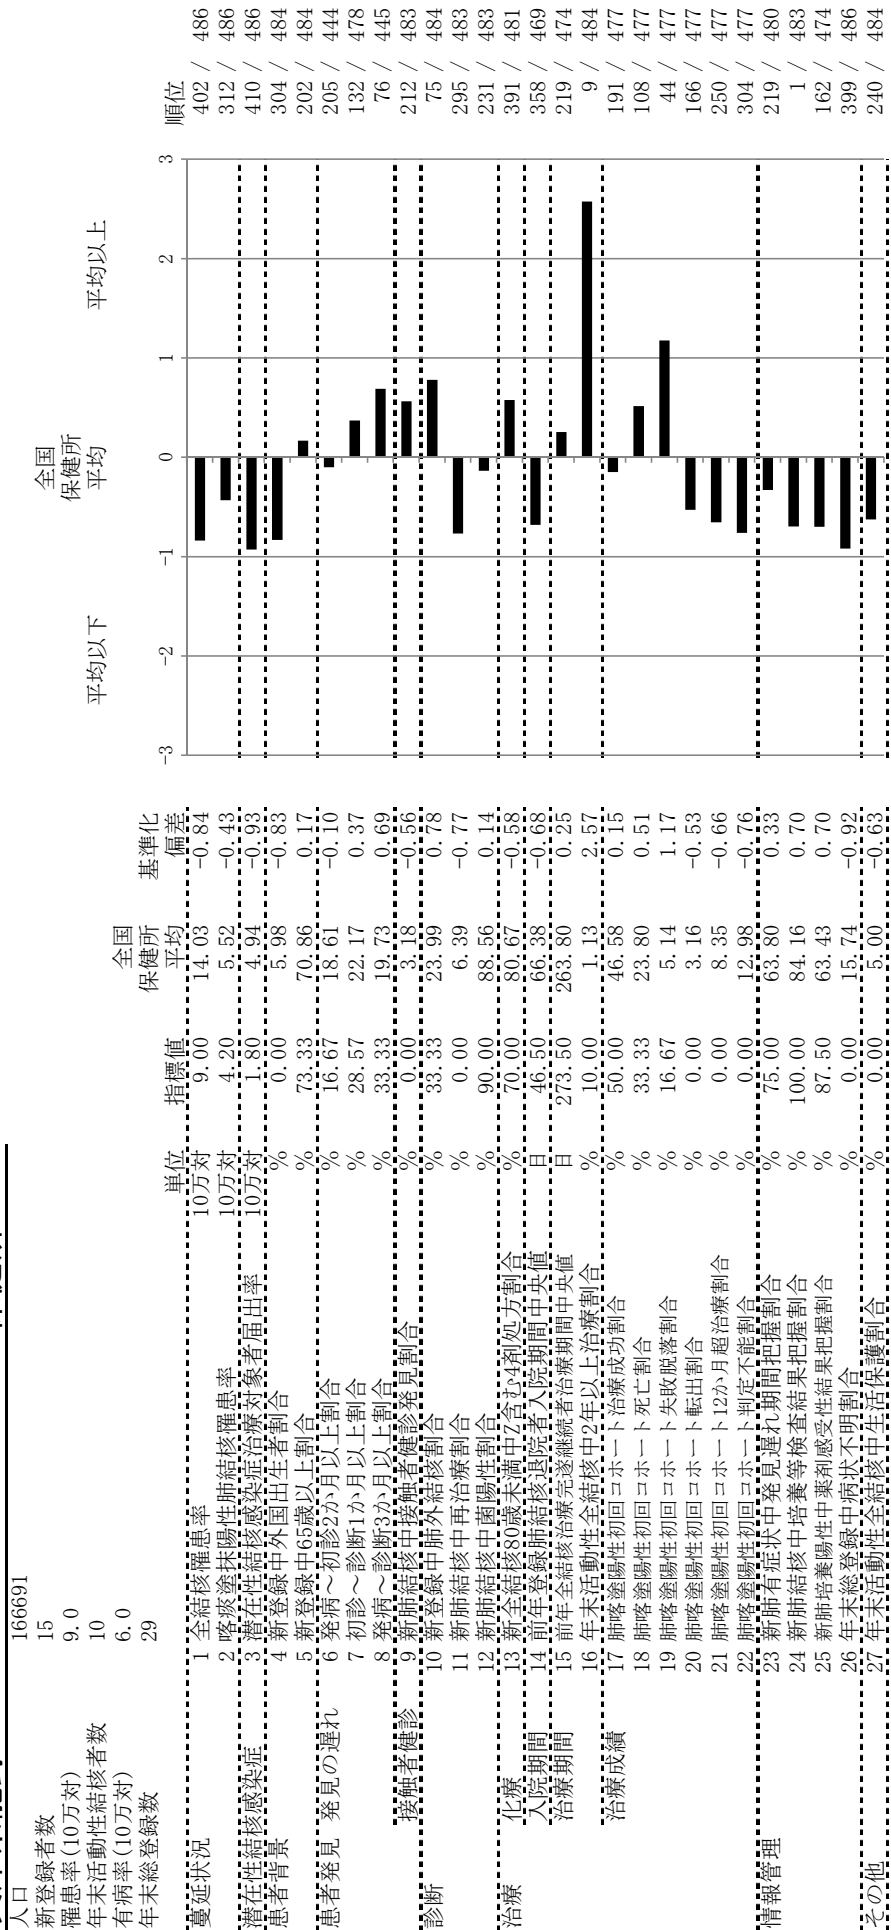 人口 166691
新登録者数 15
罹患率(10万対) 9.0
年末活動性結核者数 10
有病率(10万対) 6.0
年末総登録数 29
単位 指標値 全国保健所平均 基準化偏差 平均以下 全国保健所平均 平均以上 順位
-3 -2 -1 0 1 2 3
蔓延状況 1 全結核罹患率 10万対 9.00 14.03 -0.84 402 / 486
2 喀痰塗抹陽性肺結核罹患率 10万対 4.20 5.52 -0.43 312 / 486
潜在性結核感染症 3 潜在性結核感染症治療対象者届出率 10万対 1.80 4.94 -0.93 410 / 486
患者背景 4 新登録中外国出生者割合 % 0.00 5.98 -0.83 304 / 484
5 新登録中65歳以上割合 % 73.33 70.86 0.17 202 / 484
患者発見 発見の遅れ 6 発病~初診2か月以上割合 % 16.67 18.61 -0.10 205 / 444
7 初診~診断1か月以上割合 % 28.57 22.17 0.37 132 / 478
8 発病~診断3か月以上割合 % 33.33 19.73 0.69 76 / 445
接触者健診 9 新肺結核中接触者健診発見割合 % 0.00 3.18 -0.56 212 / 483
診断 10 新登録中肺外結核割合 % 33.33 23.99 0.78 75 / 484
11 新肺結核中再治療割合 % 0.00 6.39 -0.77 295 / 483
12 新肺結核中菌陽性割合 % 90.00 88.56 0.14 231 / 483
治療 化療 13 新全結核80歳未満中Z含む4剤処方割合 % 70.00 80.67 -0.58 391 / 481
入院期間 14 前年登録肺結核退院者入院期間中央値 日 46.50 66.38 -0.68 358 / 469
治療期間 15 前年全結核治療完遂継続者治療期間中央値 日 273.50 263.80 0.25 219 / 474
16 年末活動性全結核中2年以上治療割合 % 10.00 1.13 2.57 9 / 484
治療成績 17 肺喀塗陽性初回コホート治療成功割合 % 50.00 46.58 0.15 191 / 477
18 肺喀塗陽性初回コホート死亡割合 % 33.33 23.80 0.51 108 / 477
19 肺喀塗陽性初回コホート失敗脱落割合 % 16.67 5.14 1.17 44 / 477
20 肺喀塗陽性初回コホート転出割合 % 0.00 3.16 -0.53 166 / 477
21 肺喀塗陽性初回コホート12か月超治療割合 % 0.00 8.35 -0.66 250 / 477
22 肺喀塗陽性初回コホート判定不能割合 % 0.00 12.98 -0.76 304 / 477
情報管理 23 新肺有症状中発見遅れ期間把握割合 % 75.00 63.80 0.33 219 / 480
24 新肺結核中培養等検査結果把握割合 % 100.00 84.16 0.70 1 / 483
25 新肺培養陽性中薬剤感受性結果把握割合 % 87.50 63.43 0.70 162 / 474
26 年末総登録中病状不明割合 % 0.00 15.74 -0.92 399 / 486
その他 27 年末活動性全結核中生活保護割合 % 0.00 5.00 -0.63 240 / 484